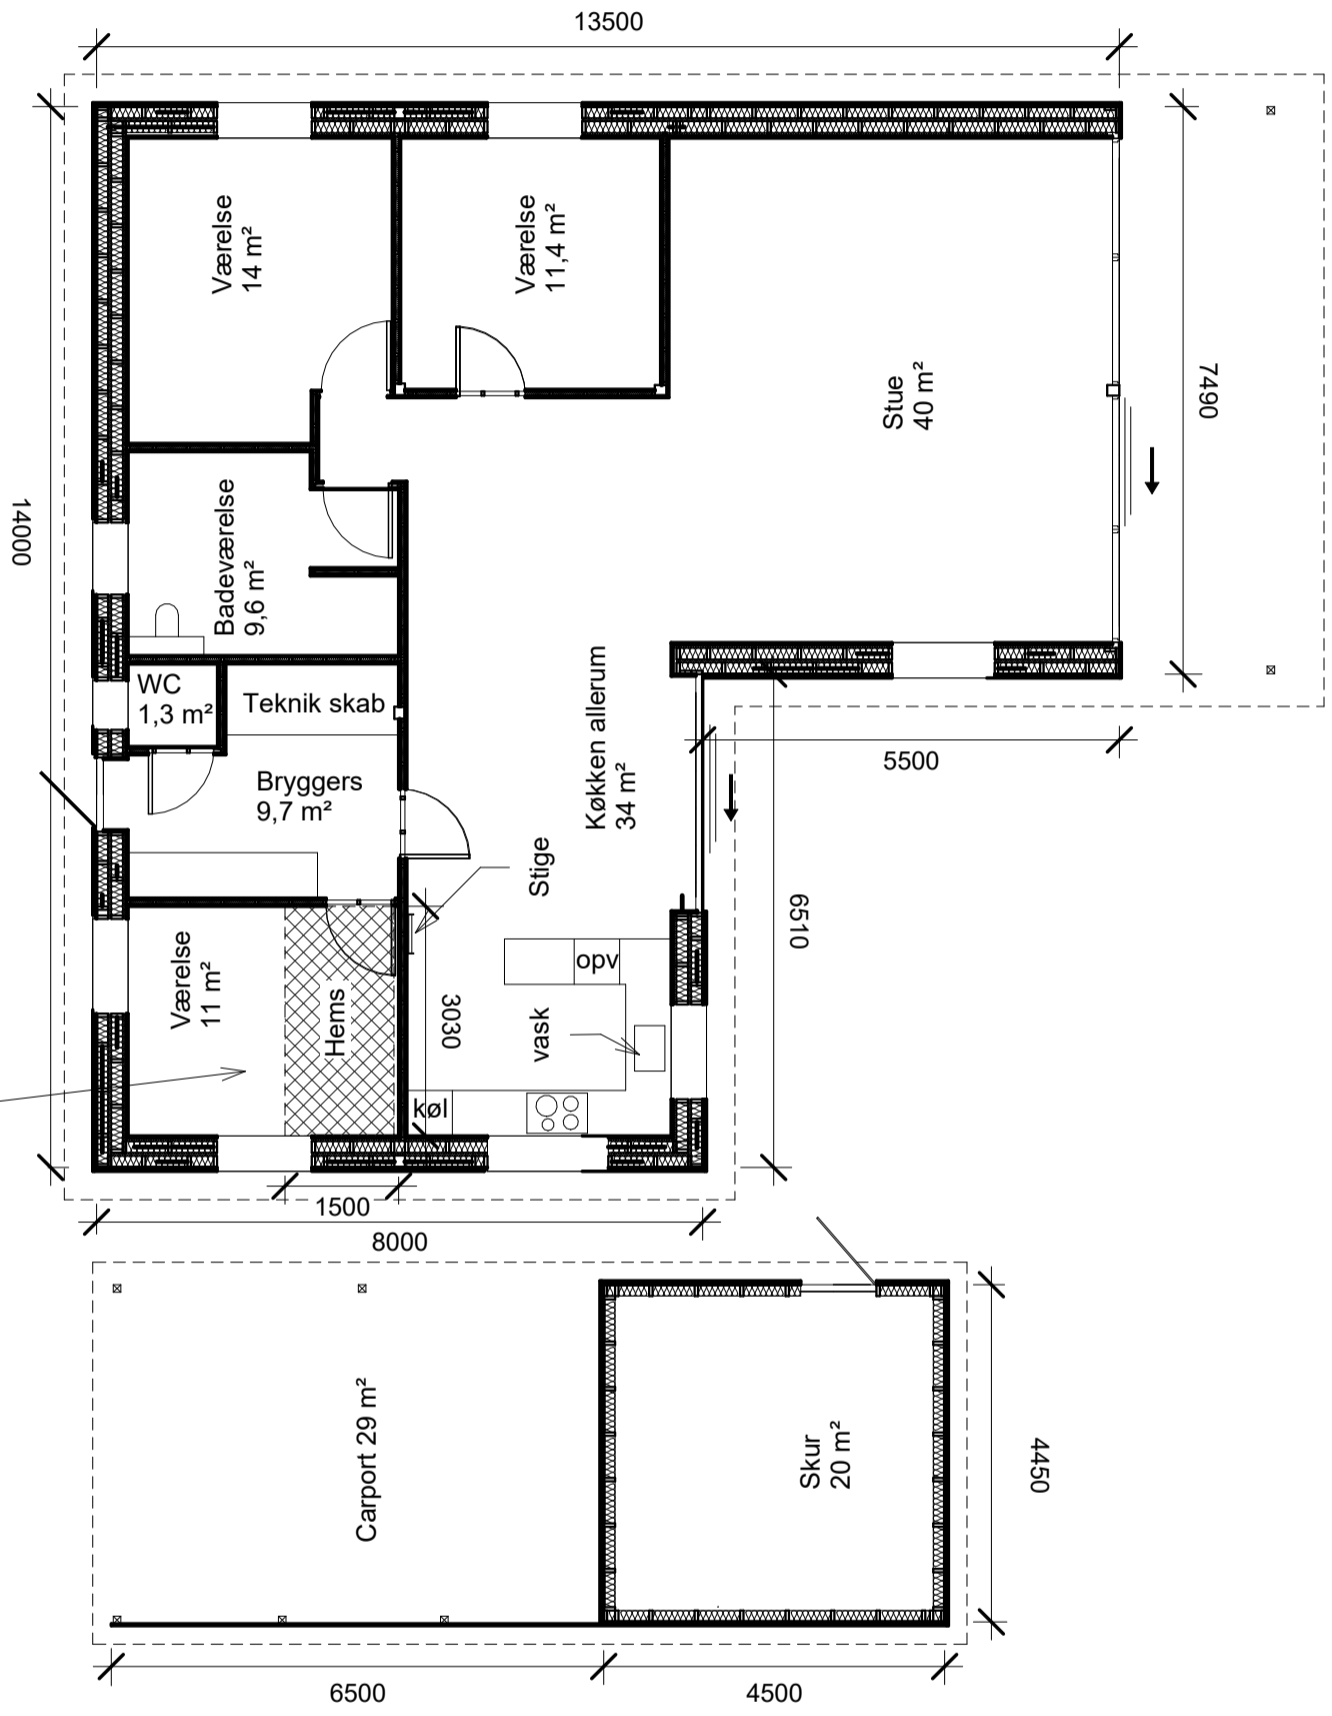 13500
Værelse
14 m²
Værelse
11,4 m²
Stue
40 m²
7490
14000
Badeværelse
9,6 m²
WC
1,3 m²
Teknik skab
Bryggers
9,7 m²
Køkken allerum
34 m²
5500
Stige
6510
Værelse
11 m²
Hems
3030
opv
vask
køl
1500
8000
Carport 29 m²
Skur
20 m²
4450
6500
4500